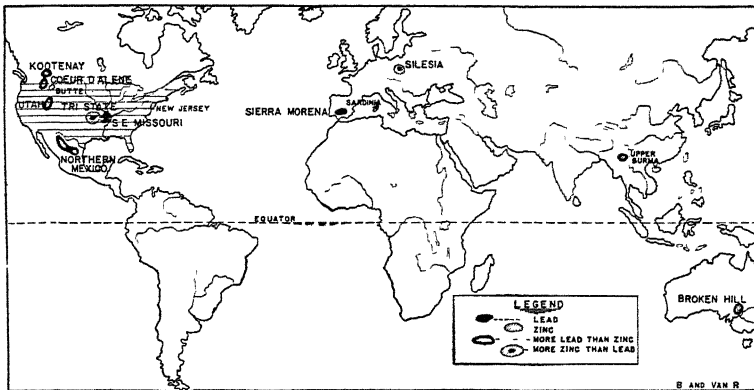 KOOTENAY
COEUR D'ALENE
BUTTE
UTAH
TRI STATE
NEW JERSEY
S E MISSOURI
NORTHERN
MEXICO
SILESIA
SARDINIA
SIERRA MORENA
UPPER
BURMA
EQUATOR
BROKEN HILL
LEGEND
LEAD
ZINC
MORE LEAD THAN ZINC
MORE ZINC THAN LEAD
B AND VAN R